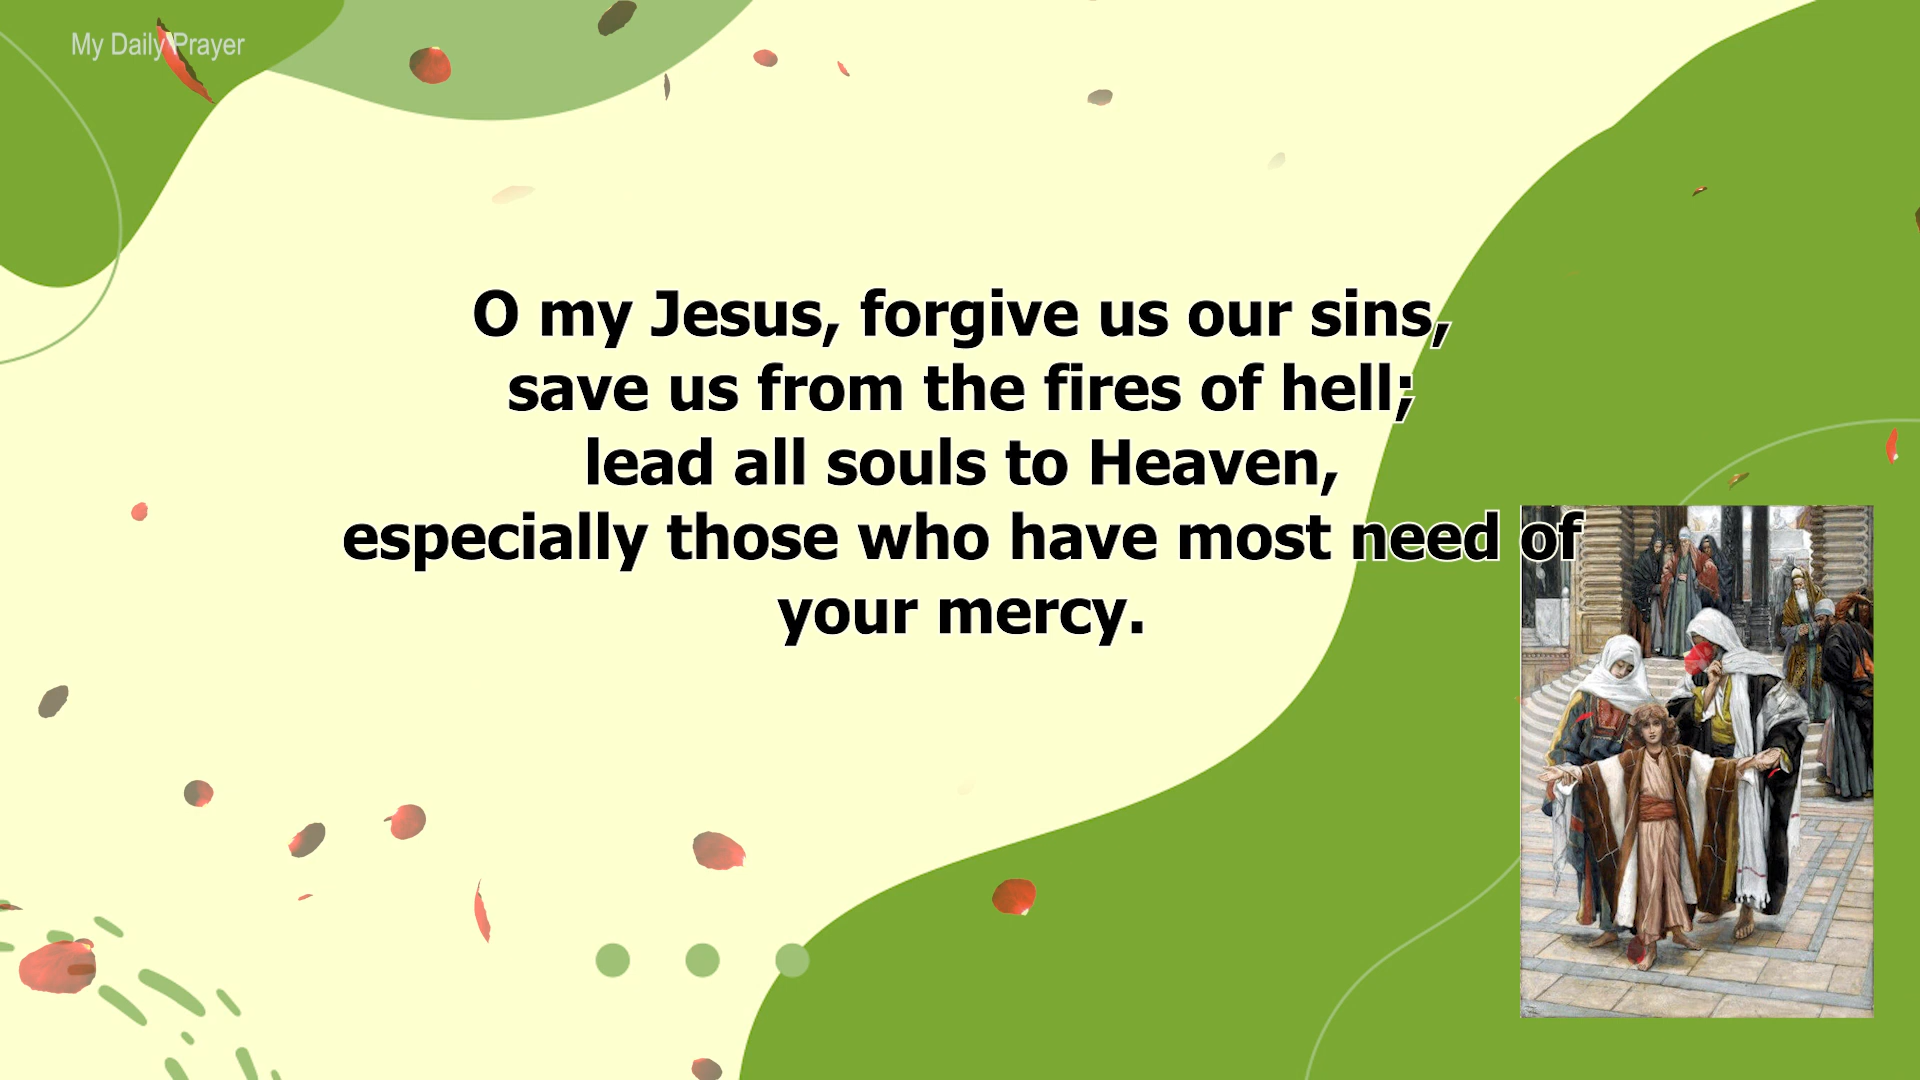 My Daily Prayer
O my Jesus, forgive us our sins,
save us from the fires of hell;
lead all souls to Heaven,
especially those who have most need of
your mercy.